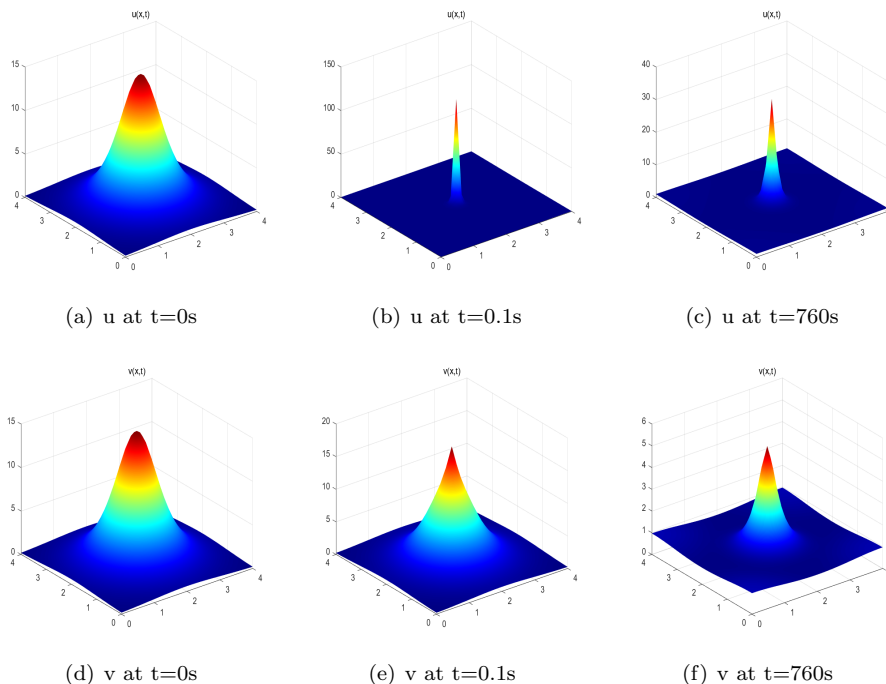 u(x,t) u(x,t) u(x,t)
15 150 40
30
10 100
20
5 50
10
0 0 0
4 4 4 4 4
3 3 3 3 3 3
2 2 2 2 2 2
1 1 1 1 1 1
0 0 0 0 0 0
(a) u at t=0s (b) u at t=0.1s (c) u at t=760s
v(x,t) v(x,t) v(x,t)
15 20 6
5
15
10 4
10 3
5 2
5
1
0 0 0
4 4 4 4 4
3 3 3 3 3 3
2 2 2 2 2 2
1 1 1 1 1 1
0 0 0 0 0 0
(d) v at t=0s (e) v at t=0.1s (f) v at t=760s